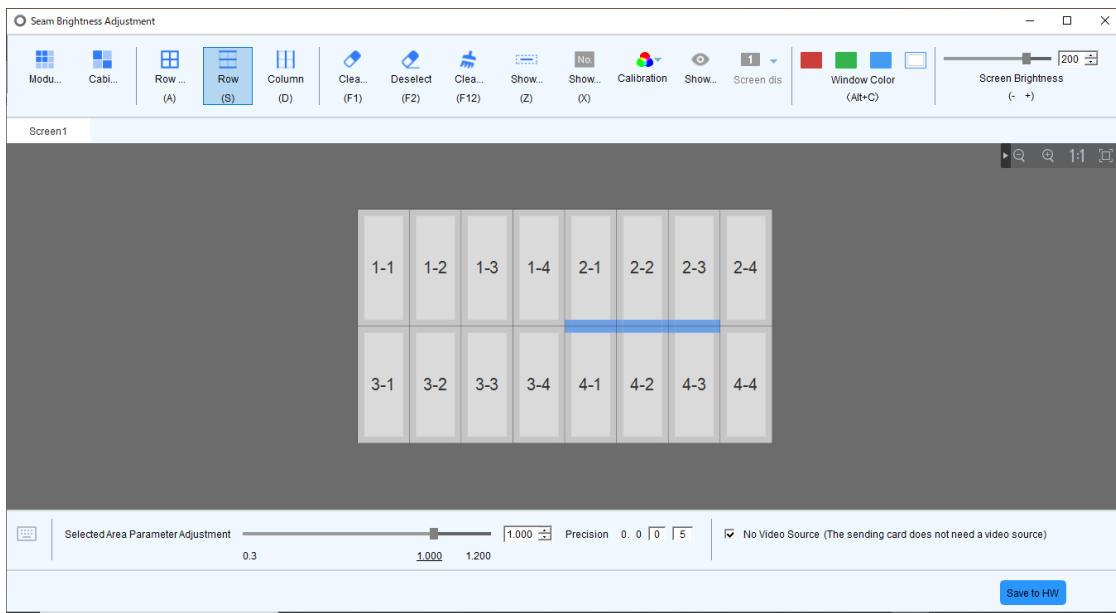 Seam Brightness Adjustment
Modu... Cabi... Row ... Row Column Clea... Deselect Clea... Show... No. Show... Calibration Show... 1 Screen dis Window Color 200 Screen Brightness
(A) (S) (D) (F1) (F2) (F12) (Z) (X) (Alt+C) (- +)
Screen1
1:1
1-1 1-2 1-3 1-4 2-1 2-2 2-3 2-4
3-1 3-2 3-3 3-4 4-1 4-2 4-3 4-4
Selected Area Parameter Adjustment 1.000 Precision 0. 0 0 5 No Video Source (The sending card does not need a video source)
0.3 1.000 1.200
Save to HW